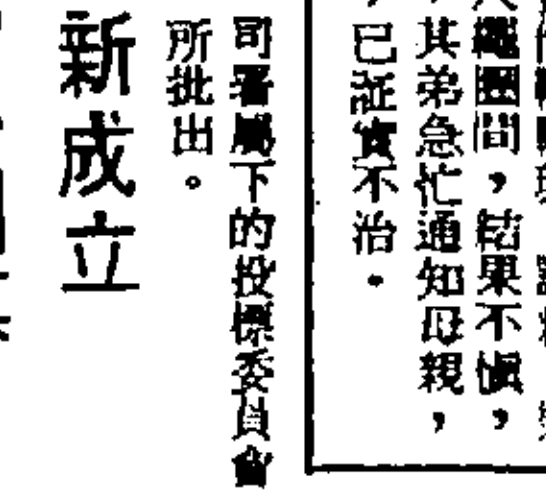 繩圈間，結果不慎，
，其弟急忙通知母親，
，已証實不治。
司署屬下的投標委員會
所批出。
新成立